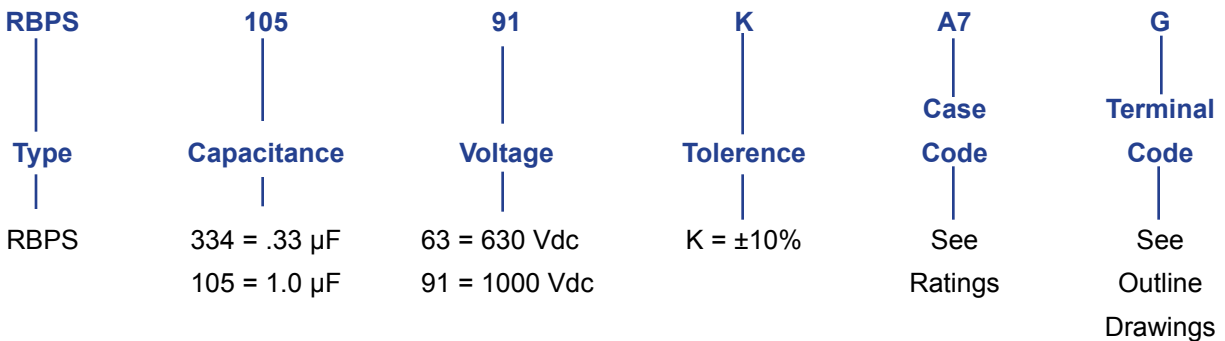 RBPS 105 91 K A7 G
Case Terminal
Type Capacitance Voltage Tolerence Code Code
RBPS 334 = .33 µF 63 = 630 Vdc K = ±10% See See
105 = 1.0 µF 91 = 1000 Vdc Ratings Outline
Drawings